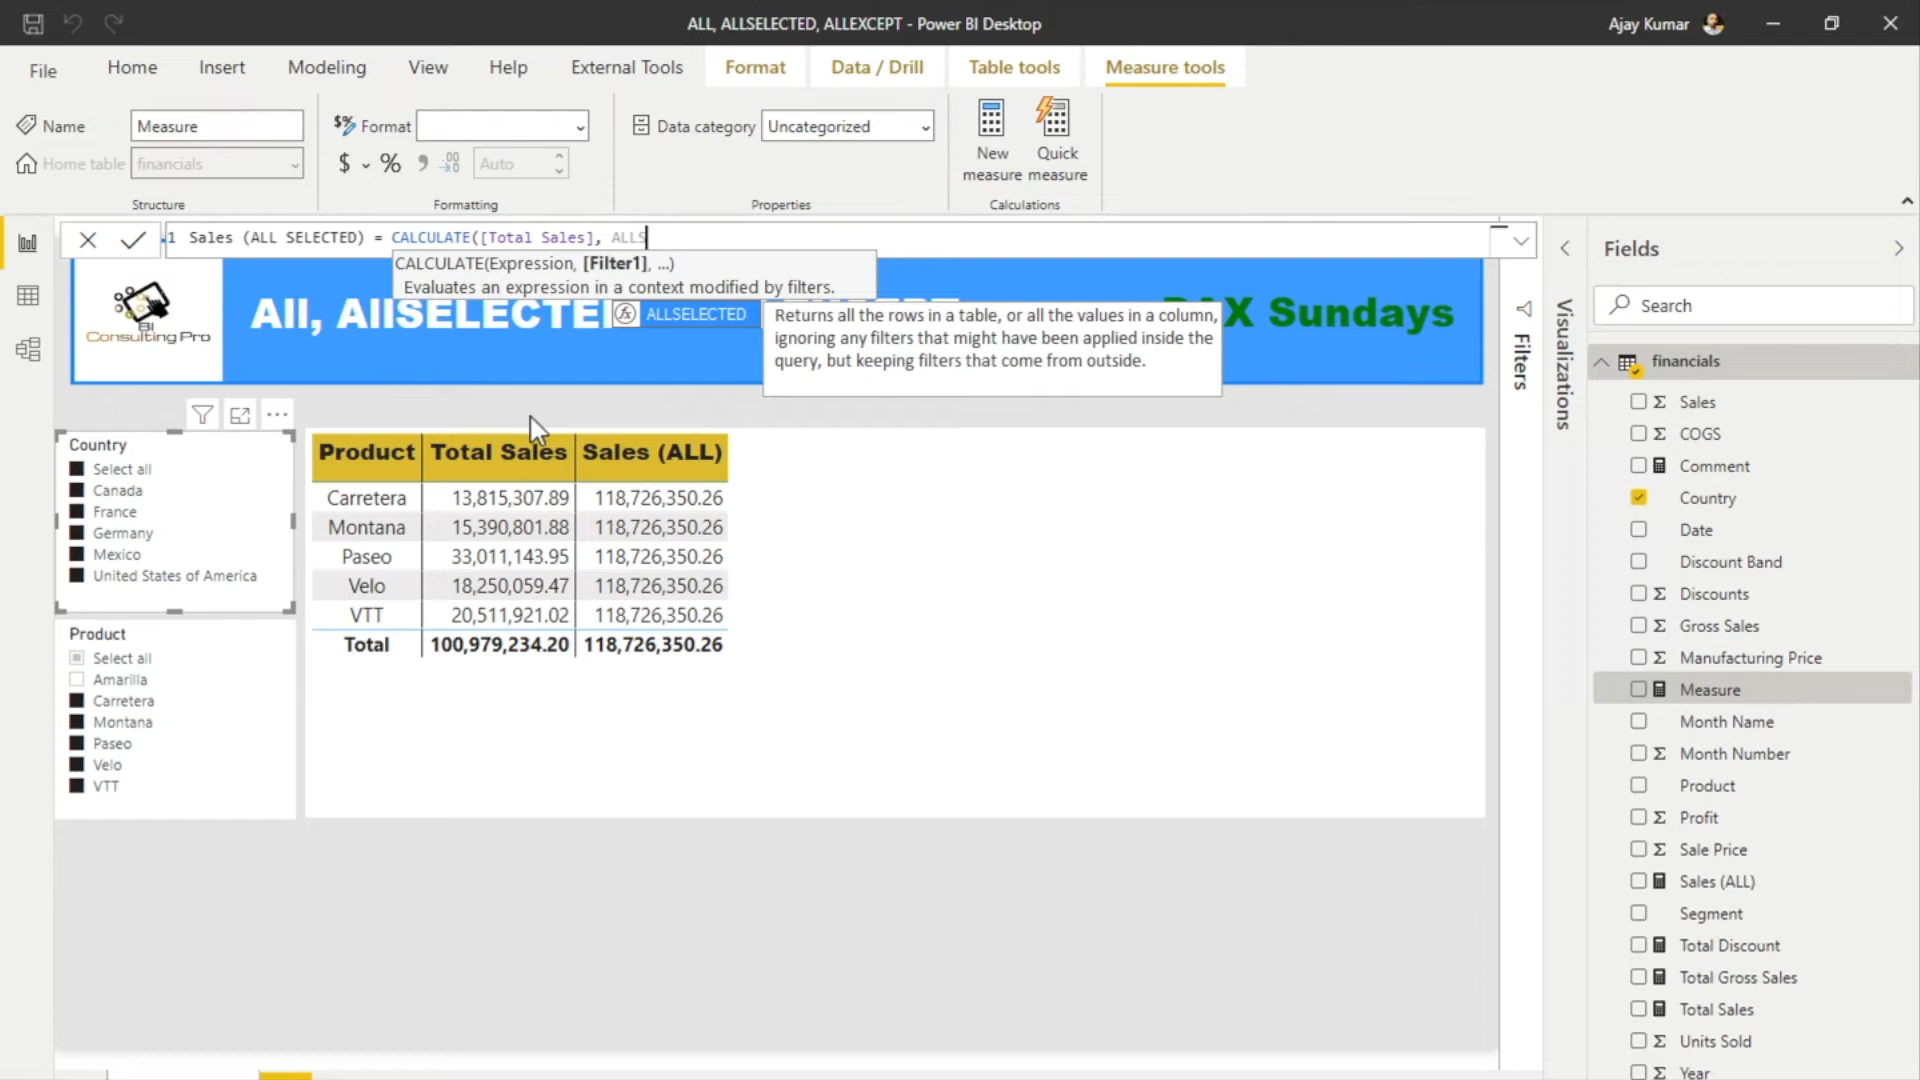 ALL, ALLSELECTED, ALLEXCEPT - Power BI Desktop
Ajay Kumar
File Home Insert Modeling View Help External Tools Format Data / Drill Table tools Measure tools
Name Measure
Home table financials
Structure
Format
$ % 9 Auto
Formatting
Data category Uncategorized
Properties
New measure
Quick measure
Calculations
1 Sales (ALL SELECTED) = CALCULATE([Total Sales], ALLS
CALCULATE(Expression, [Filter1], ...)
Evaluates an expression in a context modified by filters.
ALLSELECTED
Returns all the rows in a table, or all the values in a column,
ignoring any filters that might have been applied inside the
query, but keeping filters that come from outside.
BI
Consulting Pro
All, AllSELECTE
X Sundays
Country
Select all
Canada
France
Germany
Mexico
United States of America
Product
Select all
Amarilla
Carretera
Montana
Paseo
Velo
VTT
Product Total Sales Sales (ALL)
Carretera 13,815,307.89 118,726,350.26
Montana 15,390,801.88 118,726,350.26
Paseo 33,011,143.95 118,726,350.26
Velo 18,250,059.47 118,726,350.26
VTT 20,511,921.02 118,726,350.26
Total 100,979,234.20 118,726,350.26
Filters
Visualizations
Fields
Search
financials
Sales
COGS
Comment
Country
Date
Discount Band
Discounts
Gross Sales
Manufacturing Price
Measure
Month Name
Month Number
Product
Profit
Sale Price
Sales (ALL)
Segment
Total Discount
Total Gross Sales
Total Sales
Units Sold
Year